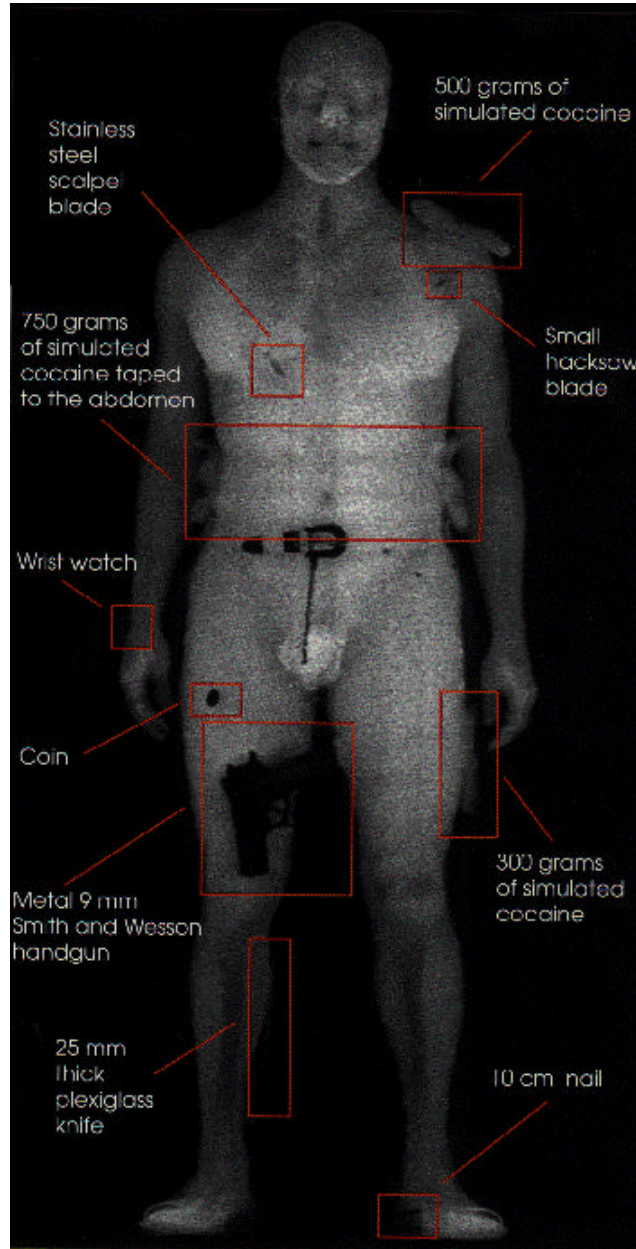 500 grams of
simulated cocaine
Stainless
steel
scalpel
blade
750 grams
of simulated
cocaine taped
to the abdomen
Small
hacksaw
blade
Wrist watch
Coin
300 grams
of simulated
cocaine
Metal 9 mm
Smith and Wesson
handgun
25 mm
thick
plexiglass
knife
10 cm nail